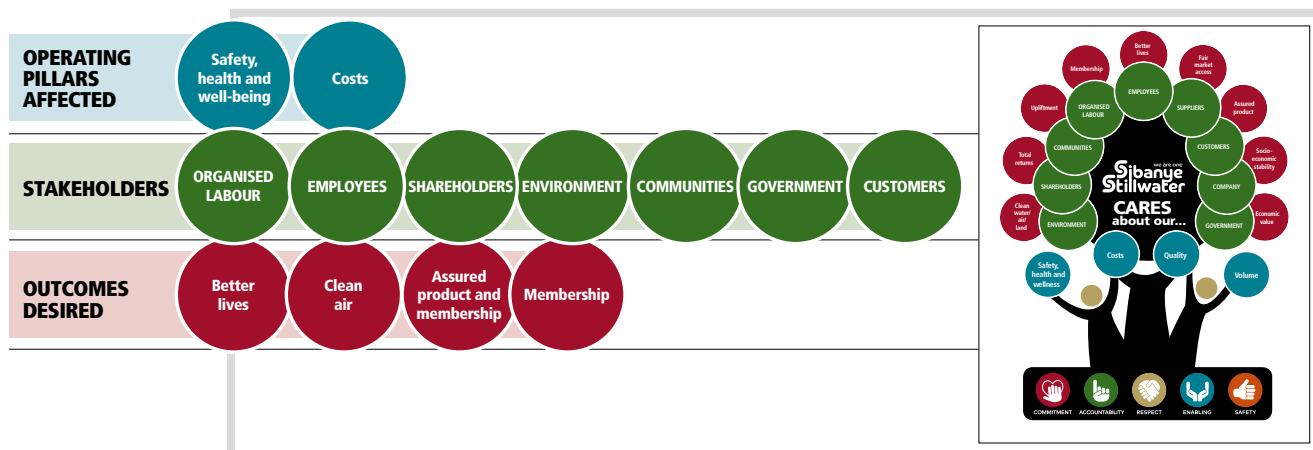 OPERATING
PILLARS
AFFECTED
Safety,
health and
well-being
Costs
STAKEHOLDERS
ORGANISED
LABOUR
EMPLOYEES
SHAREHOLDERS
ENVIRONMENT
COMMUNITIES
GOVERNMENT
CUSTOMERS
OUTCOMES
DESIRED
Better
lives
Clean
air
Assured
product and
membership
Membership
Better
lives
Membership
Fair
market
access
Upliftment
Assured
product
Total
returns
Socio-
economic
stability
Clean
water/
air/
land
Economic
value
EMPLOYEES
ORGANISED
LABOUR
SUPPLIERS
COMMUNITIES
CUSTOMERS
SHAREHOLDERS
COMPANY
ENVIRONMENT
GOVERNMENT
we are one
Sibanye
Stillwater
CARES
about our...
Safety,
health and
wellness
Costs
Quality
Volume
COMMITMENT
ACCOUNTABILITY
RESPECT
ENABLING
SAFETY